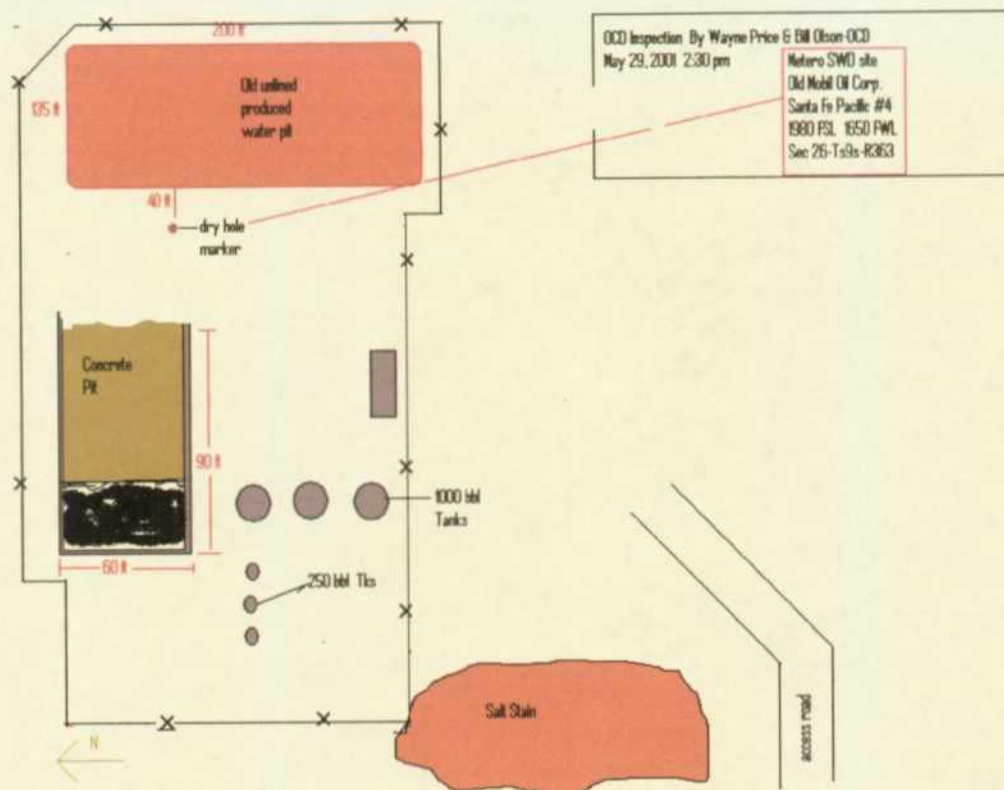 200 ft
OCD Inspection By Wayne Price & Bill Olson-OCD
May 29, 2001 2:30 pm
Metero SWD site
Old Mobil Oil Corp.
Santa Fe Pacific #4
1980 FSL 1650 FWL
Sec 26-Ts9s-R363
135 ft
Old unlined
produced
water pit
40 ft
dry hole
marker
Concrete
Pit
90 ft
60 ft
1000 bbl
Tanks
250 bbl Tks
Salt Stain
access road
N